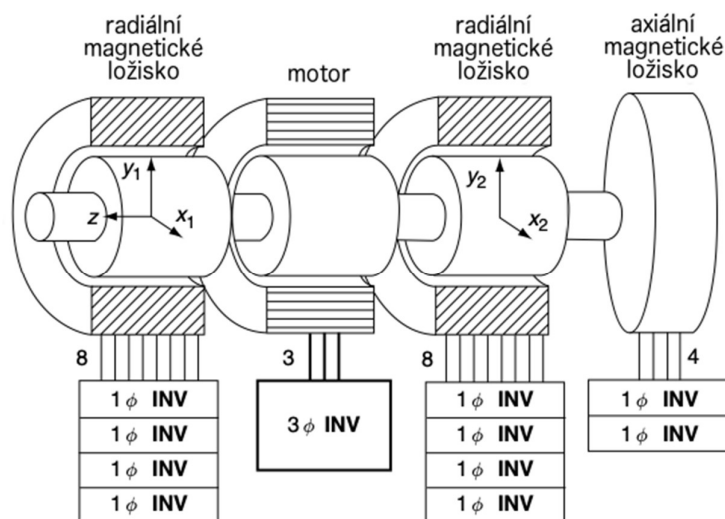 radiální
magnetické
ložisko
motor
radiální
magnetické
ložisko
axiální
magnetické
ložisko
y1
z
x1
y2
x2
8
3
8
4
1 ϕ INV
1 ϕ INV
1 ϕ INV
1 ϕ INV
3 ϕ INV
1 ϕ INV
1 ϕ INV
1 ϕ INV
1 ϕ INV
1 ϕ INV
1 ϕ INV